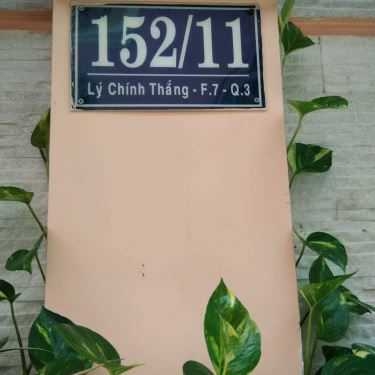 152/11
Lý Chính Thắng - F.7 - Q.3